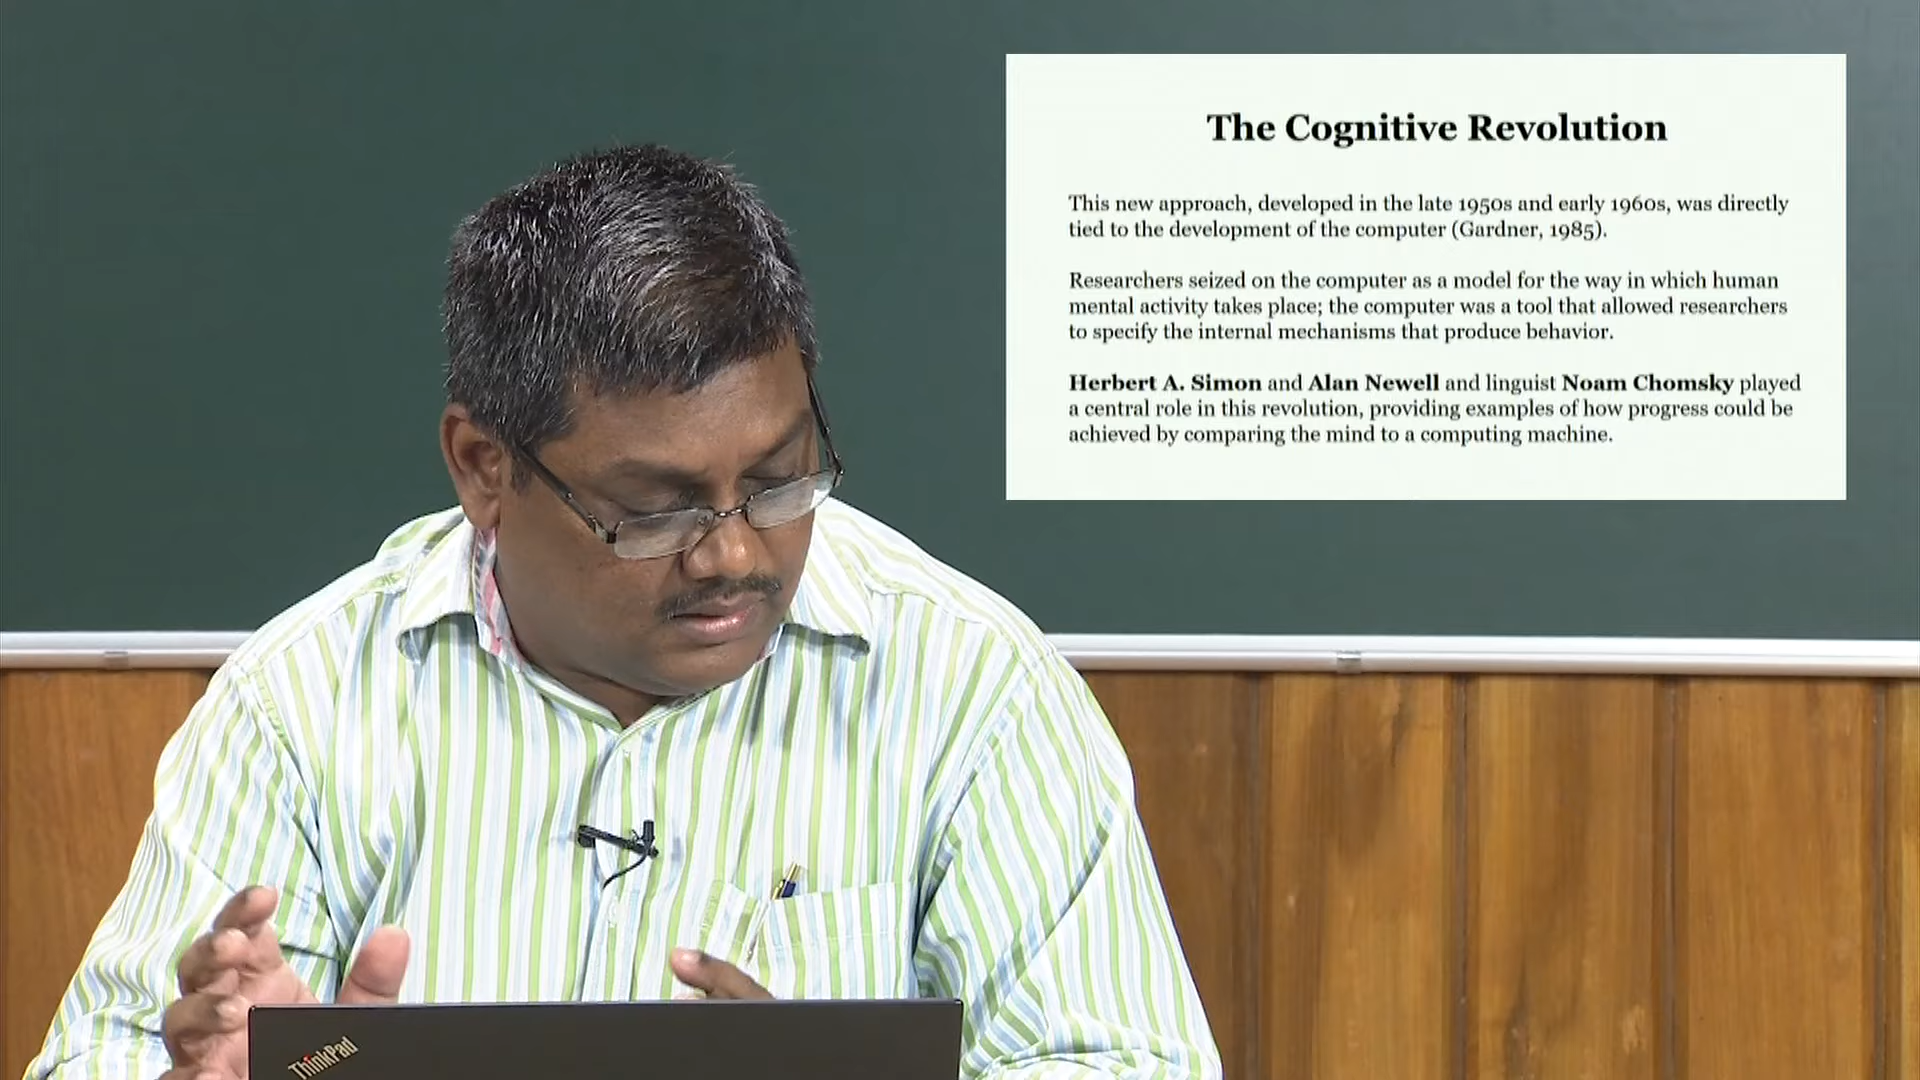 The Cognitive Revolution
This new approach, developed in the late 1950s and early 1960s, was directly
tied to the development of the computer (Gardner, 1985).
Researchers seized on the computer as a model for the way in which human
mental activity takes place; the computer was a tool that allowed researchers
to specify the internal mechanisms that produce behavior.
Herbert A. Simon and Alan Newell and linguist Noam Chomsky played
a central role in this revolution, providing examples of how progress could be
achieved by comparing the mind to a computing machine.
ThinkPad